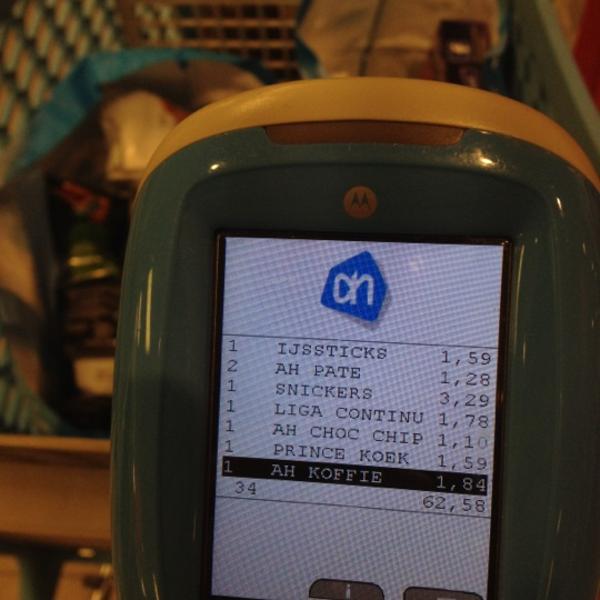 ah
1 IJSSTICKS 1,59
2 AH PATE 1,28
1 SNICKERS 3,29
1 LIGA CONTINU 1,78
1 AH CHOC CHIP 1,10
1 PRINCE KOEK 1,59
1 AH KOFFIE 1,84
34 62,58